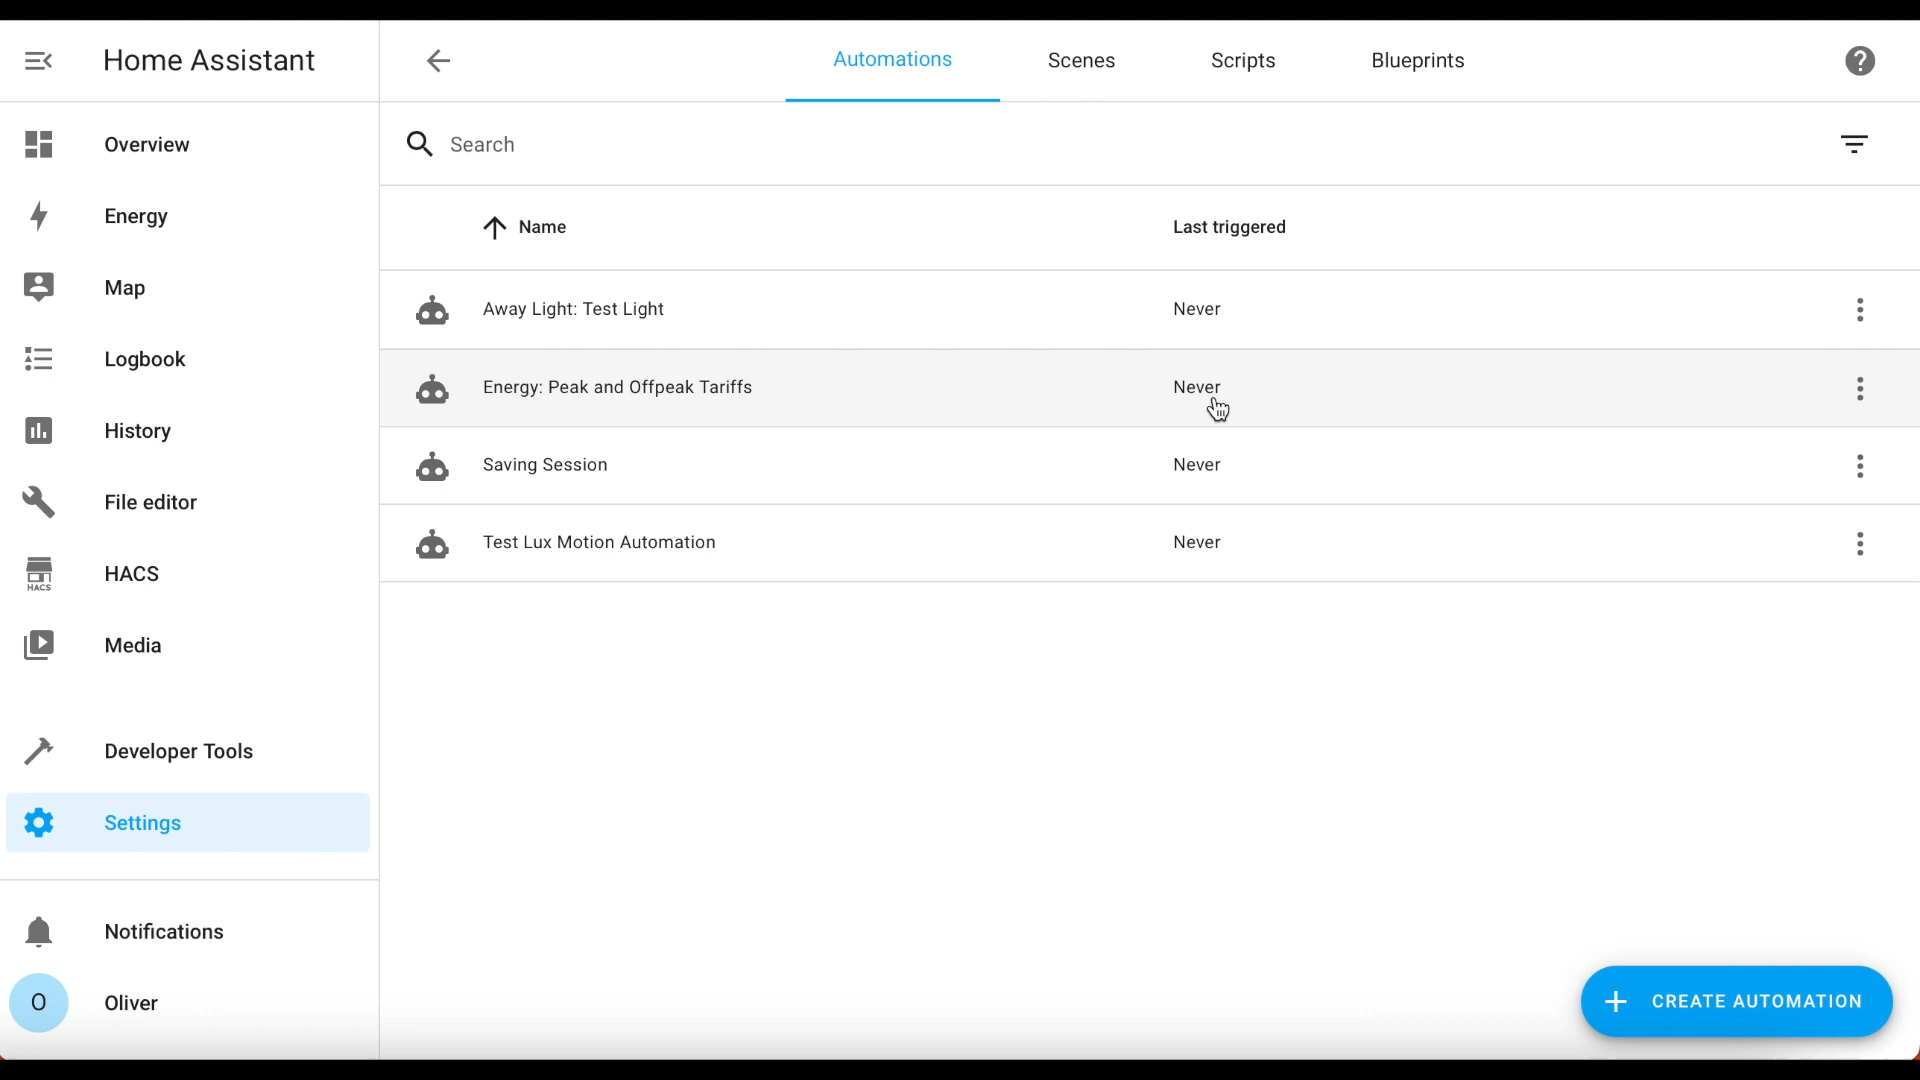 Home Assistant
Automations
Scenes
Scripts
Blueprints
Overview
Energy
Map
Logbook
History
File editor
HACS
HACS
Media
Developer Tools
Settings
Notifications
O
Oliver
Search
Name
Last triggered
Away Light: Test Light
Never
Energy: Peak and Offpeak Tariffs
Never
Saving Session
Never
Test Lux Motion Automation
Never
CREATE AUTOMATION